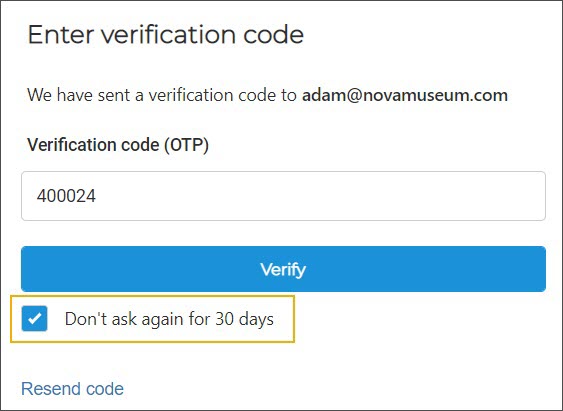 Enter verification code
We have sent a verification code to adam@novamuseum.com
Verification code (OTP)
400024
Verify
Don't ask again for 30 days
Resend code